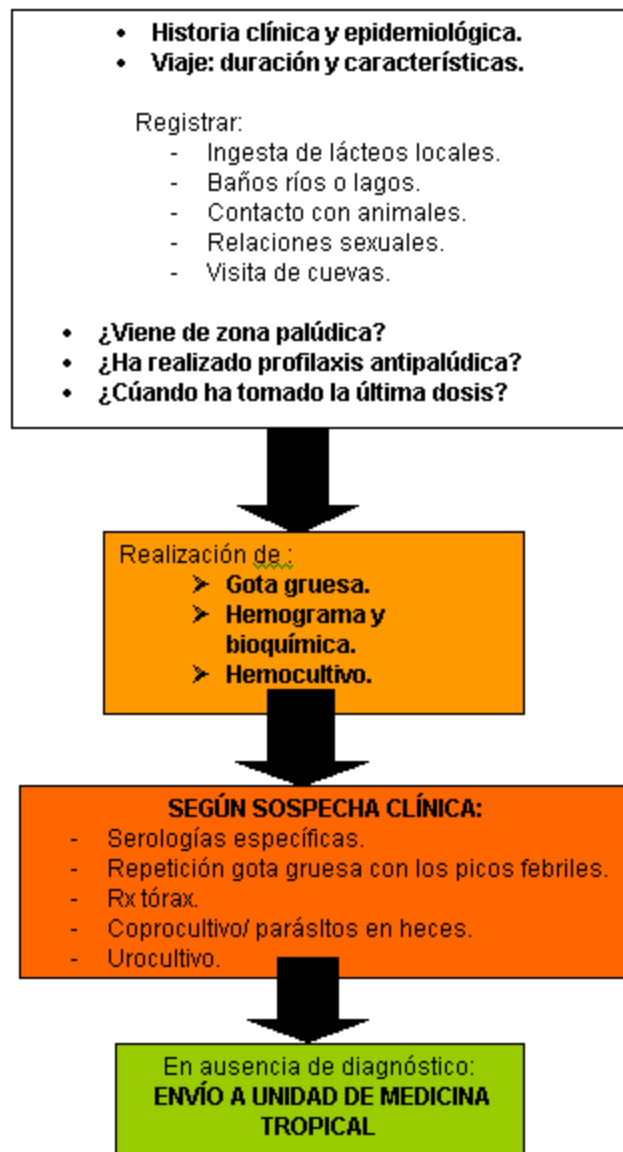 • Historia clínica y epidemiológica.
• Viaje: duración y características.
Registrar:
- Ingesta de lácteos locales.
- Baños ríos o lagos.
- Contacto con animales.
- Relaciones sexuales.
- Visita de cuevas.
• ¿Viene de zona palúdica?
• ¿Ha realizado profilaxis antipalúdica?
• ¿Cúando ha tomado la última dosis?
Realización de :
➢ Gota gruesa.
➢ Hemograma y
bioquímica.
➢ Hemocultivo.
SEGÚN SOSPECHA CLÍNICA:
- Serologías específicas.
- Repetición gota gruesa con los picos febriles.
- Rx tórax.
- Coprocultivo/ parásItos en heces.
- Urocultivo.
En ausencia de diagnóstico:
ENVÍO A UNIDAD DE MEDICINA
TROPICAL